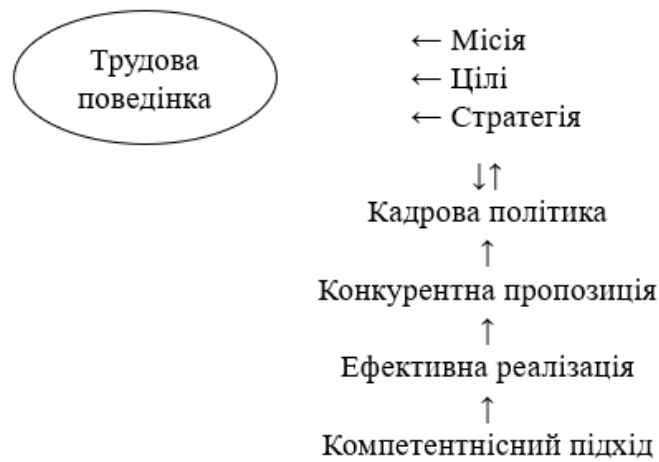 Трудова
поведінка
← Місія
← Цілі
← Стратегія
↓↑
Кадрова політика
↑
Конкурентна пропозиція
↑
Ефективна реалізація
↑
Компетентнісний підхід